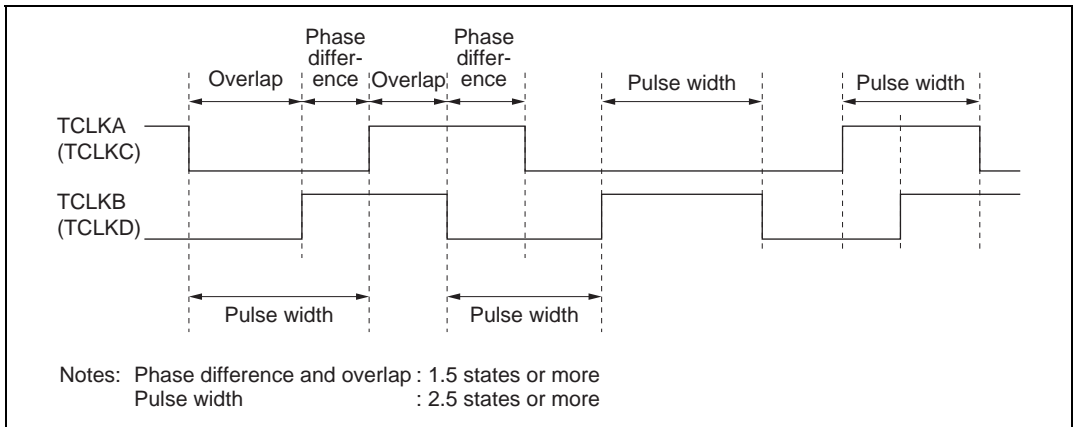 Phase
differ-
ence
Phase
differ-
ence
Overlap
Overlap
Pulse width
Pulse width
TCLKA
(TCLKC)
TCLKB
(TCLKD)
Pulse width
Pulse width
Notes: Phase difference and overlap : 1.5 states or more
Pulse width : 2.5 states or more